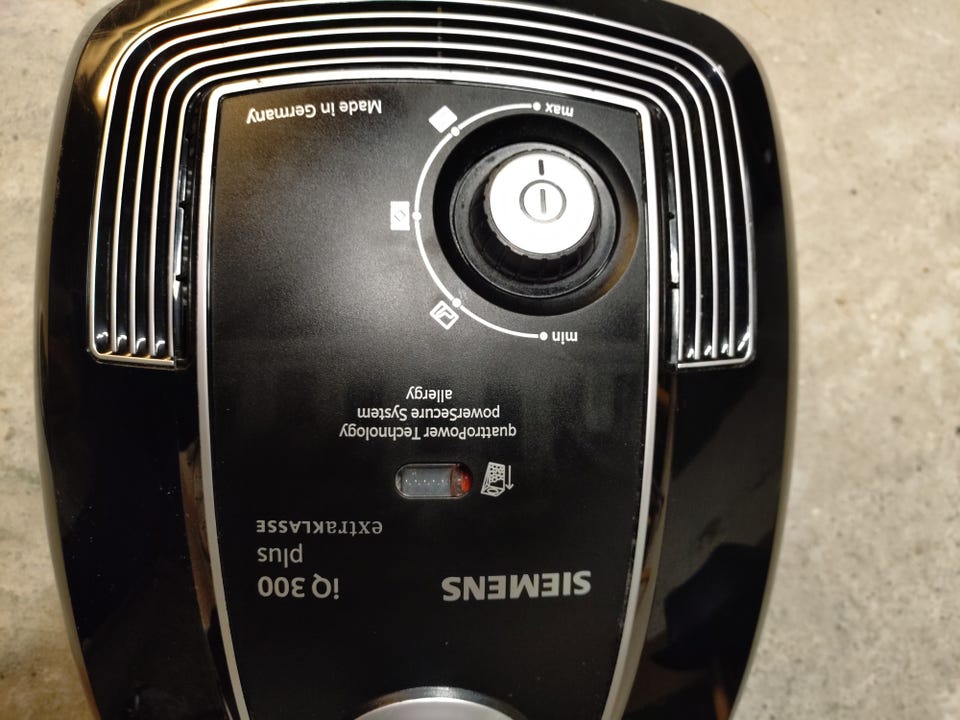 SIEMENS
iQ 300
plus
extraKLASSE
quattroPower Technology
powerSecure System
allergy
min
max
Made in Germany